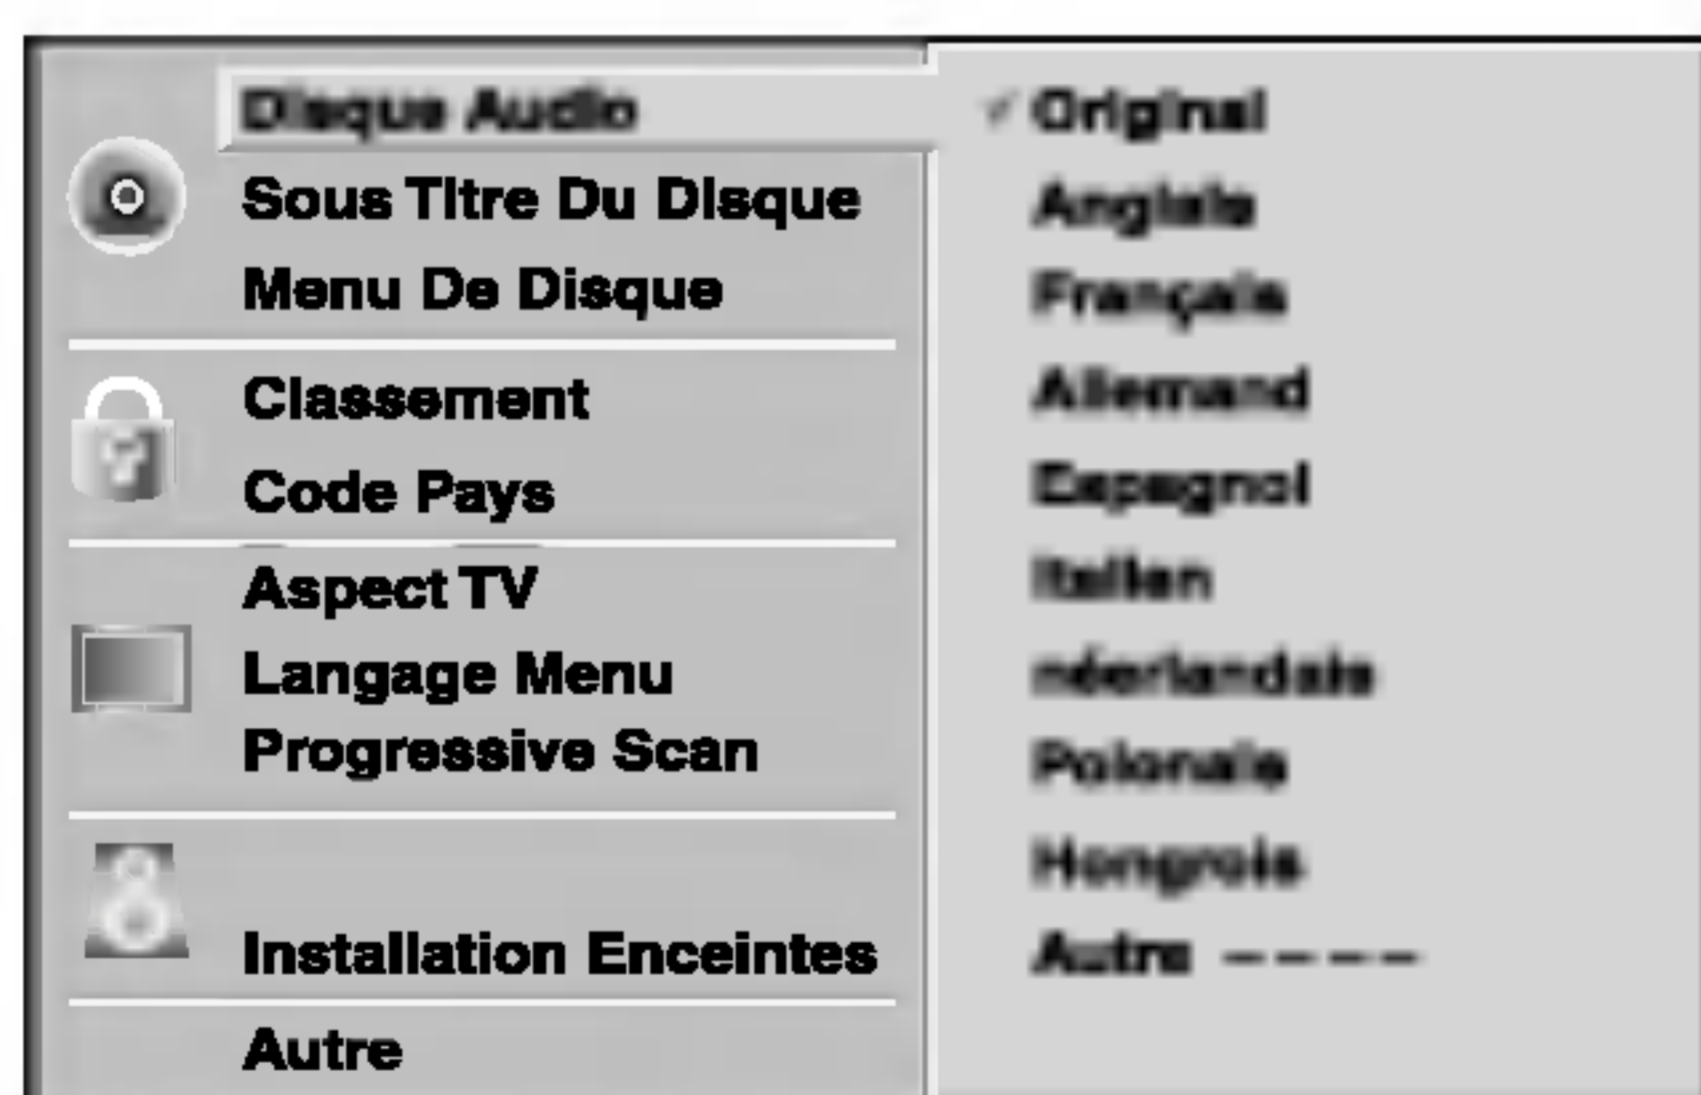 Disque Audio
Sous Titre Du Disque
Menu De Disque
Classement
Code Pays
Aspect TV
Langage Menu
Progressive Scan
Installation Enceintes
Autre
✓ Original
Anglais
Français
Allemand
Espagnol
Italien
néerlandais
Polonais
Hongrois
Autre – – – –